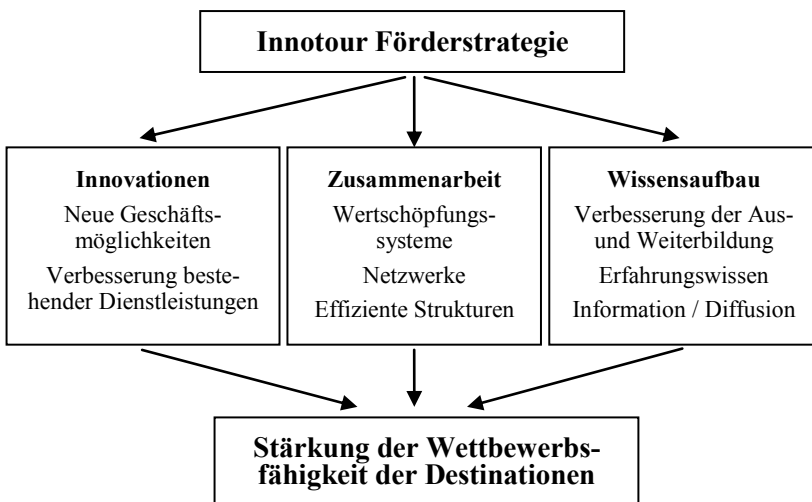 Innotour Förderstrategie
Innovationen
Neue Geschäfts-
möglichkeiten
Verbesserung beste-
hender Dienstleistungen
Zusammenarbeit
Wertschöpfungs-
systeme
Netzwerke
Effiziente Strukturen
Wissensaufbau
Verbesserung der Aus-
und Weiterbildung
Erfahrungswissen
Information / Diffusion
Stärkung der Wettbewerbs-
fähigkeit der Destinationen